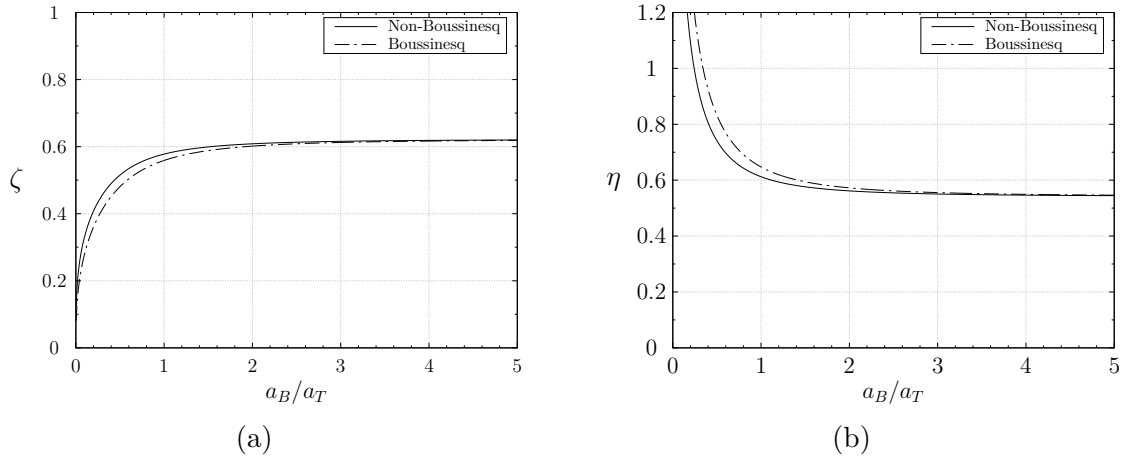 1
0.8
0.6
0.4
0.2
0
ζ
0 1 2 3 4 5
a_B/a_T
Non-Boussinesq
Boussinesq
(a)
1.2
1
0.8
0.6
0.4
0.2
0
η
0 1 2 3 4 5
a_B/a_T
Non-Boussinesq
Boussinesq
(b)